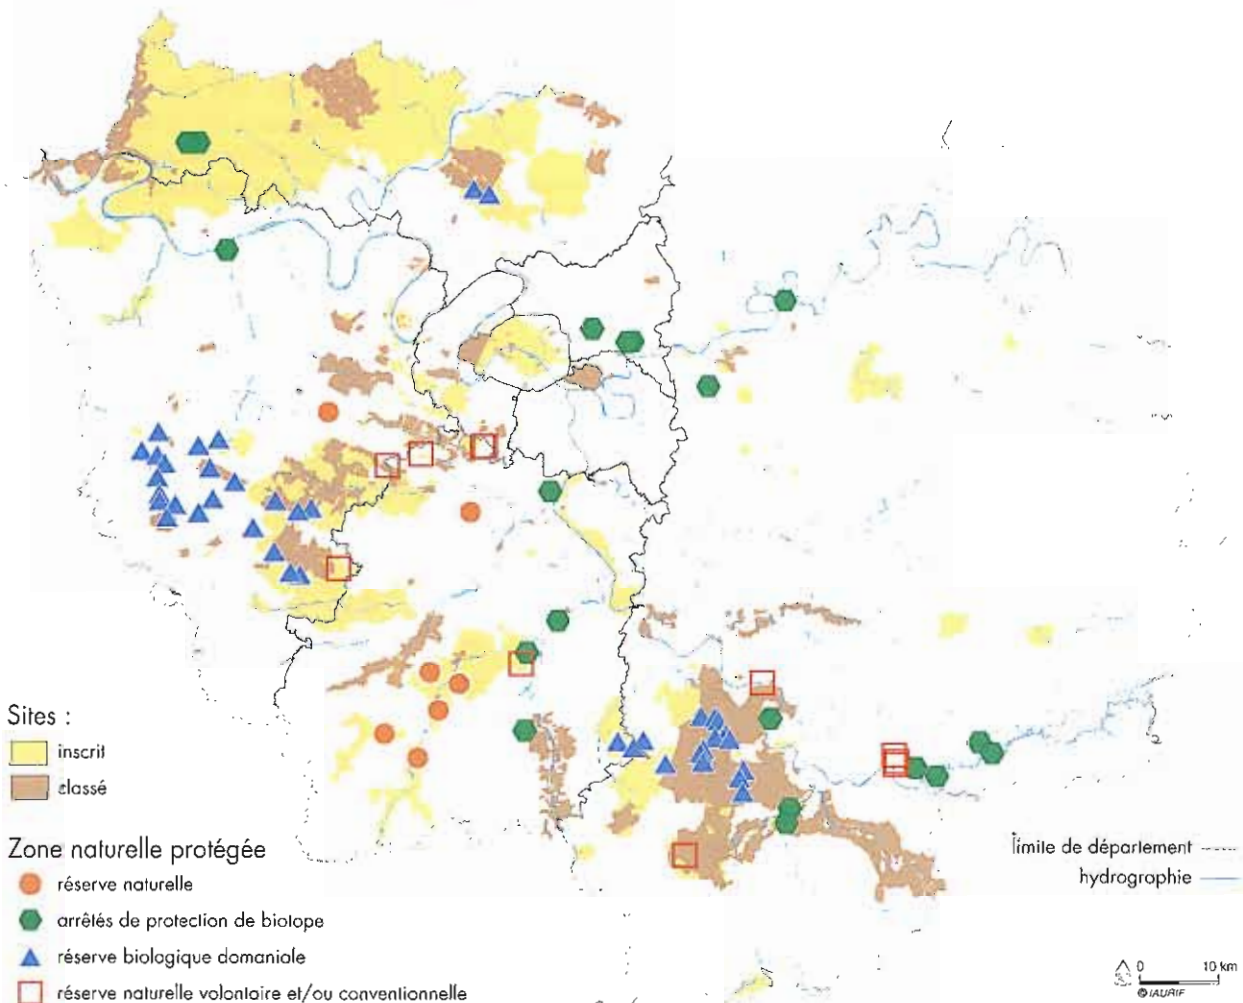 Sites :
inscrit
classé
Zone naturelle protégée
réserve naturelle
arrêtés de protection de biotope
réserve biologique domaniale
réserve naturelle volontaire et/ou conventionnelle
limite de département
hydrographie
0 10 km
© IAURIF